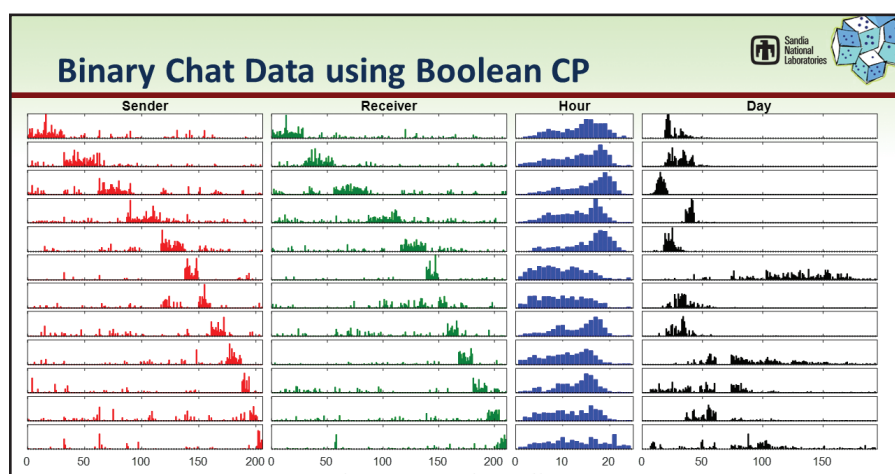 Binary Chat Data using Boolean CP
Sandia
National
Laboratories
Sender Receiver Hour Day
0 50 100 150 200 0 50 100 150 200 0 10 20 0 50 100 150